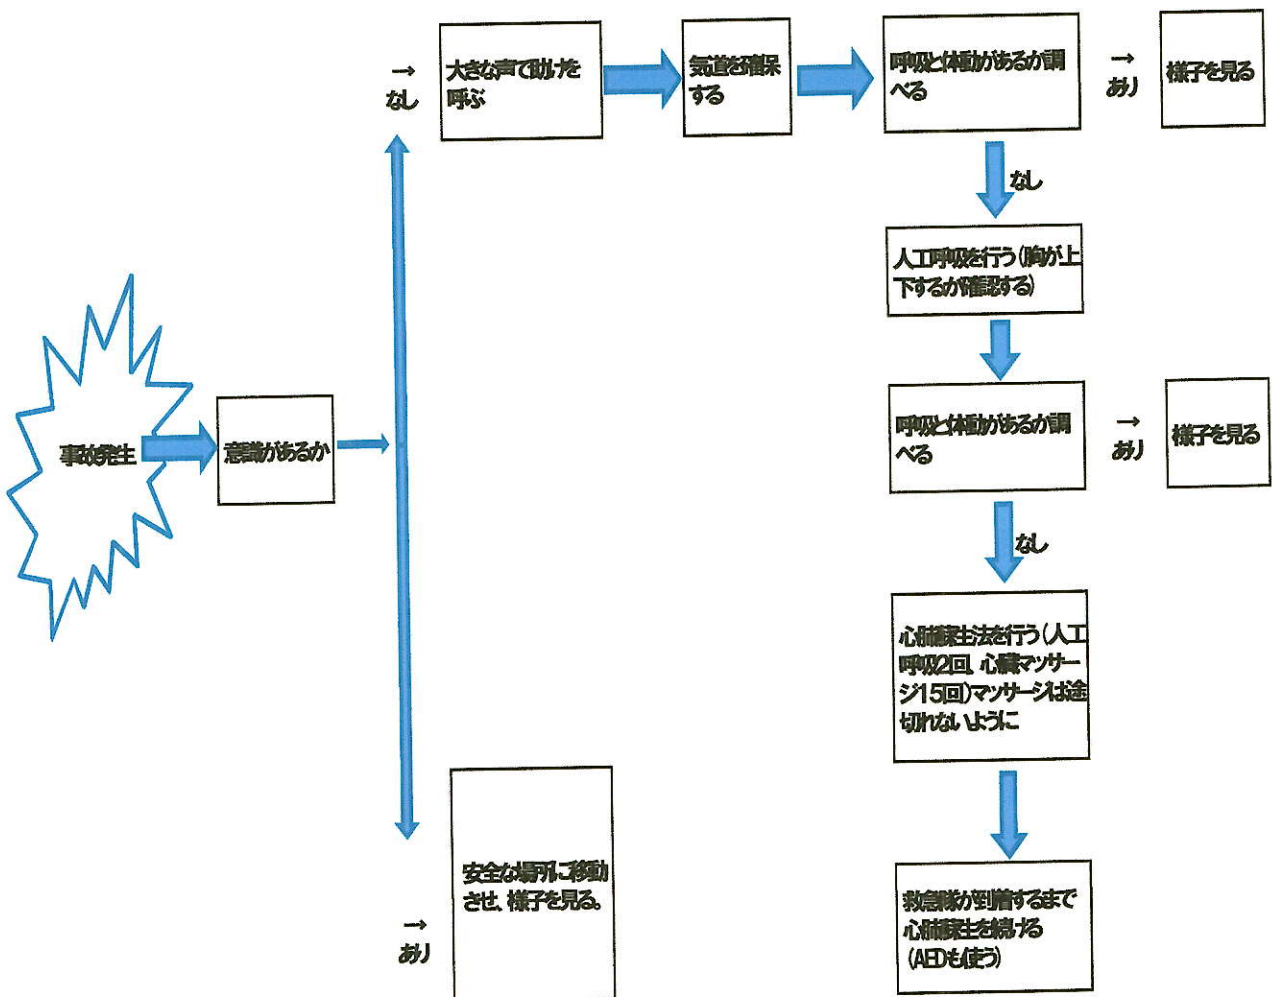 事故発生
意識があるか
→
なし
大きな声で助けを
呼ぶ
気道を確保
する
呼吸と体動があるか調
べる
→
あり
様子を見る
なし
人工呼吸を行う(胸が上
下するか確認する)
呼吸と体動があるか調
べる
→
あり
様子を見る
なし
心肺蘇生法を行う(人工
呼吸2回、心臓マッサー
ジ15回)マッサージは途
切れないように
救急隊が到着するまで
心肺蘇生を続ける
(AEDも使う)
→
あり
安全な場所に移動
させ、様子を見る。